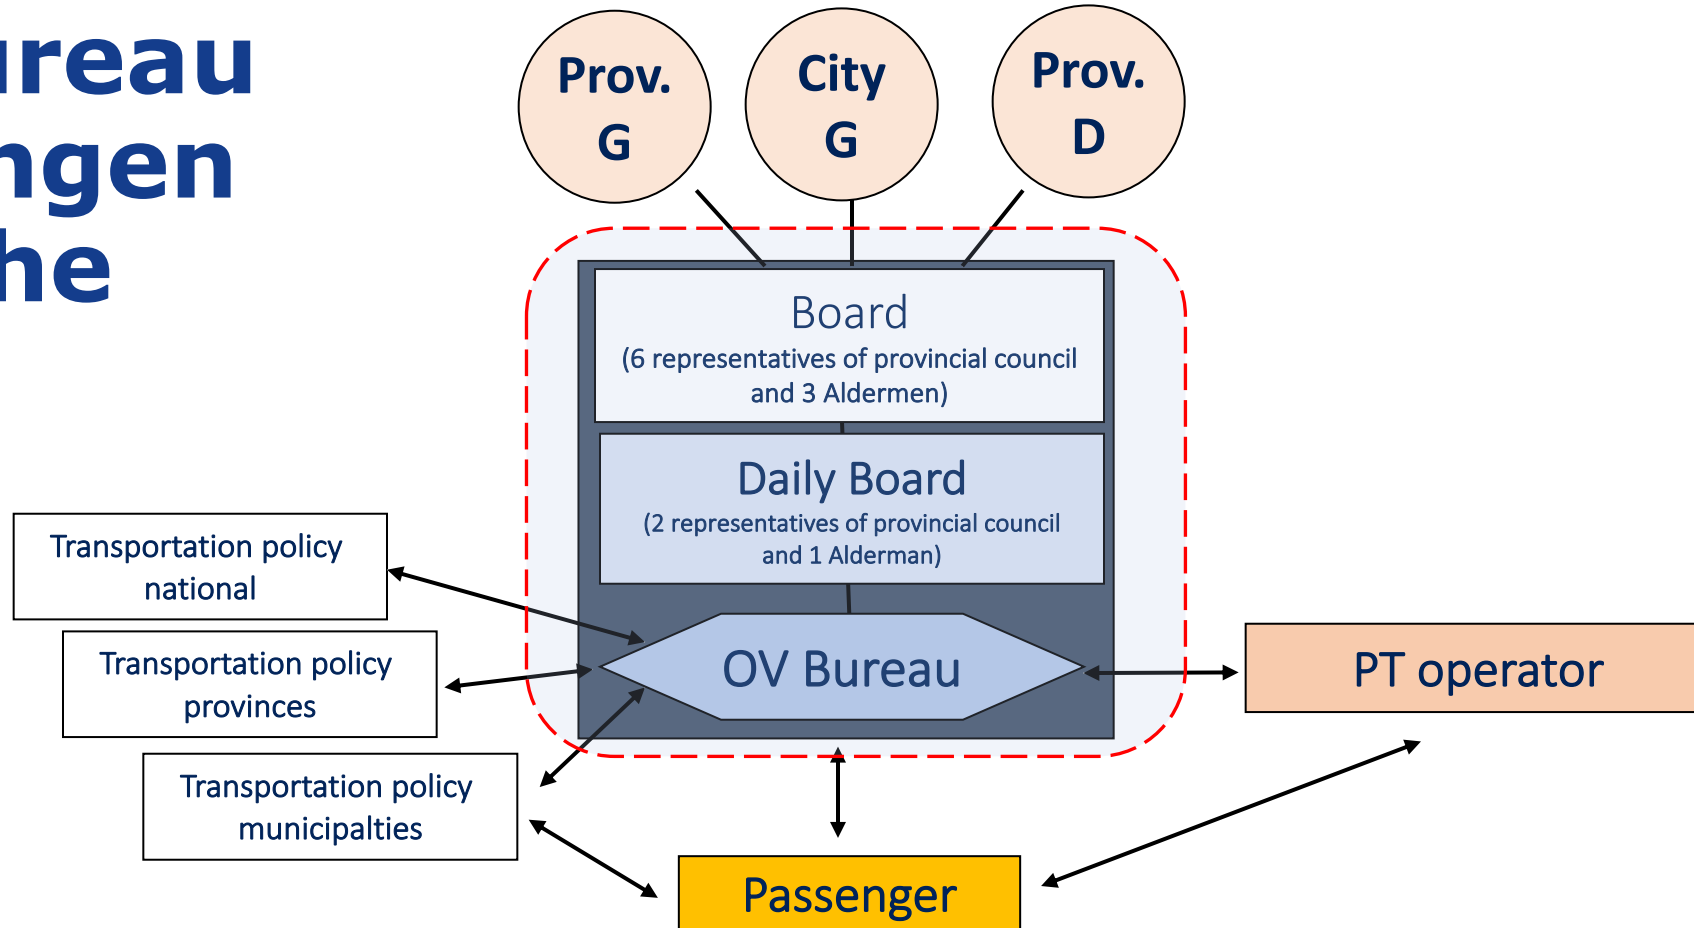 ureau
ngen
he
Prov.
G
City
G
Prov.
D
Board
(6 representatives of provincial council
and 3 Aldermen)
Daily Board
(2 representatives of provincial council
and 1 Alderman)
OV Bureau
Transportation policy
national
Transportation policy
provinces
Transportation policy
municipalties
PT operator
Passenger